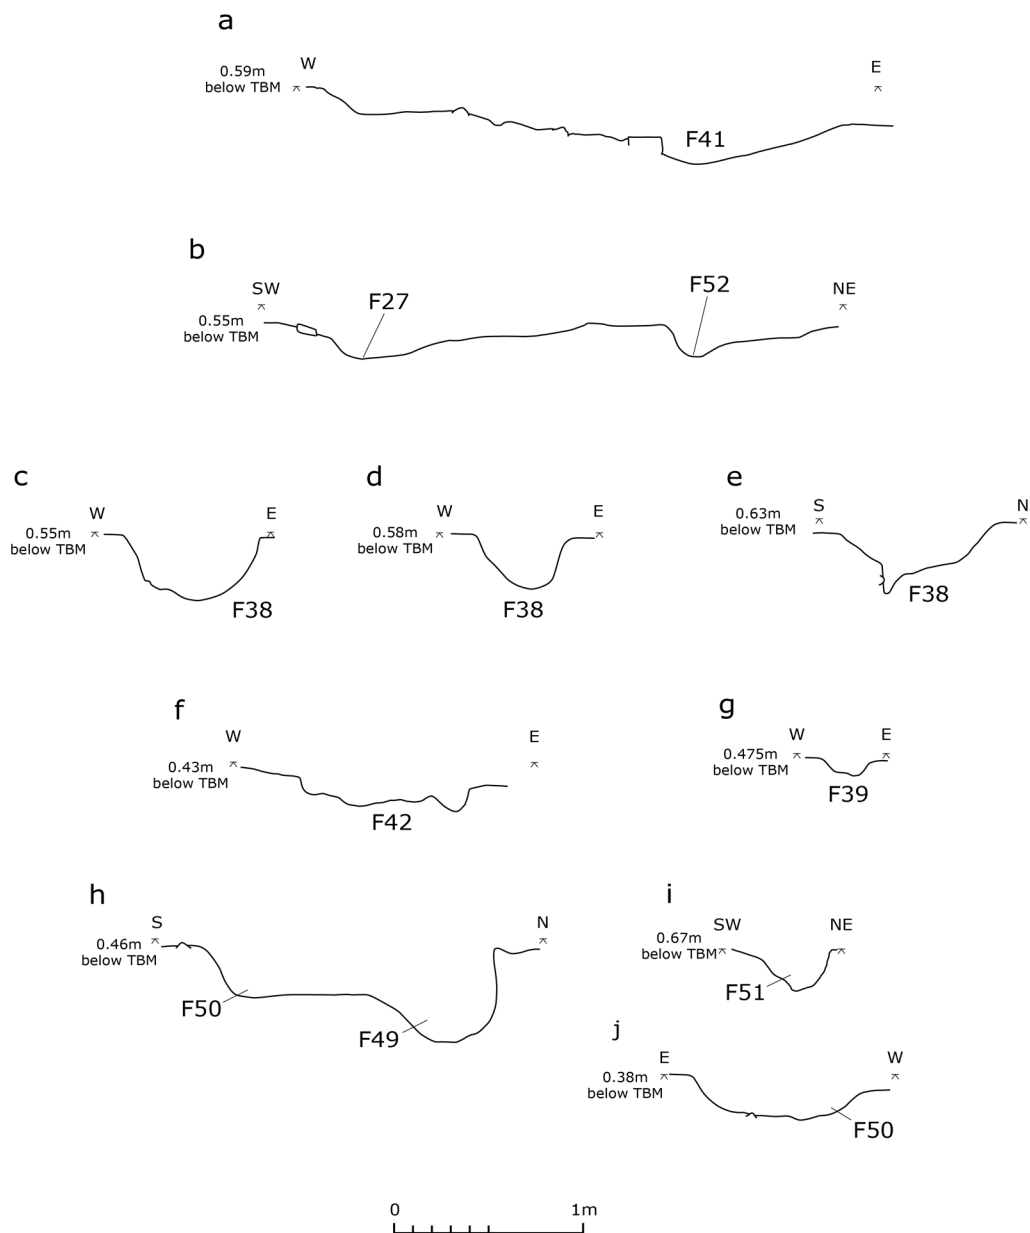 a
W
E
0.59m
below TBM
F41
b
SW
F27
F52
NE
0.55m
below TBM
c
d
e
W
E
0.55m
below TBM
F38
W
E
0.58m
below TBM
F38
S
N
0.63m
below TBM
F38
f
g
W
E
0.43m
below TBM
F42
W
E
0.475m
below TBM
F39
h
i
S
N
0.46m
below TBM
F50
F49
SW
NE
0.67m
below TBM
F51
j
E
W
0.38m
below TBM
F50
0 1m